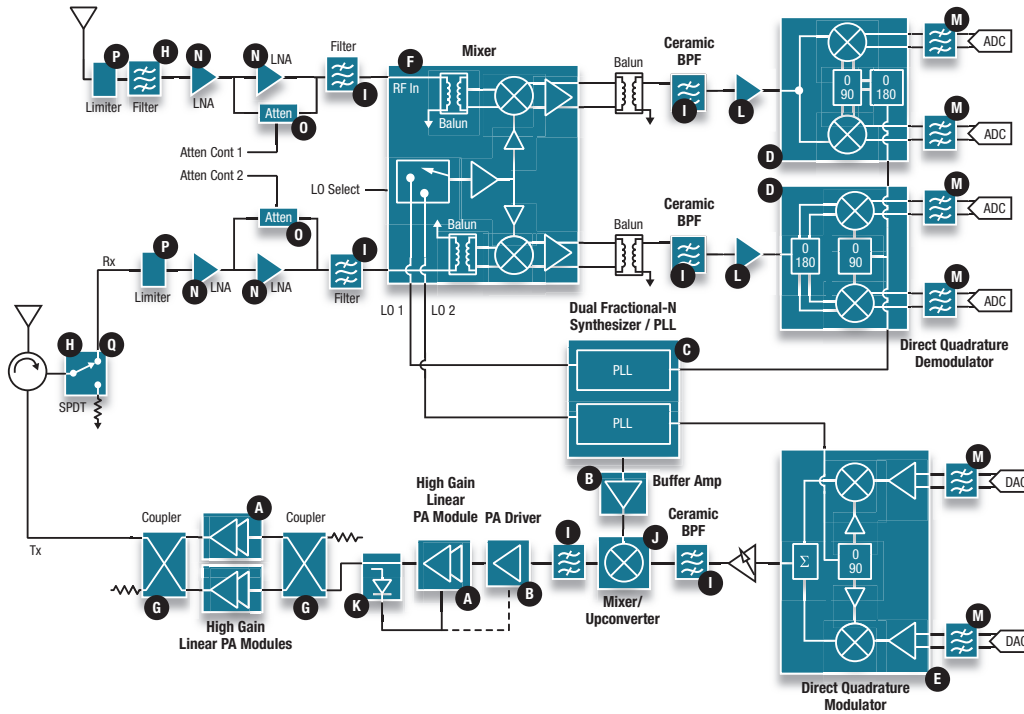 P
H
N
N
LNA
Filter
I
Limiter
Filter
LNA
Atten
O
Atten Cont 1
Mixer
F
RF In
Balun
Balun
Ceramic
BPF
I
L
0
90
0
180
D
M
ADC
M
ADC
Atten Cont 2
Atten
O
LO Select
Rx
P
Limiter
N
LNA
N
LNA
I
Filter
Balun
LO 1
LO 2
Balun
Ceramic
BPF
I
L
D
0
180
0
90
M
ADC
M
ADC
Direct Quadrature
Demodulator
H
Q
SPDT
Dual Fractional-N
Synthesizer / PLL
C
PLL
PLL
B
Buffer Amp
High Gain
Linear
PA Module
PA Driver
Coupler
A
Coupler
Tx
G
G
High Gain
Linear PA Modules
K
A
B
I
J
Mixer/
Upconverter
Ceramic
BPF
I
Σ
0
90
M
DAC
M
DAC
E
Direct Quadrature
Modulator